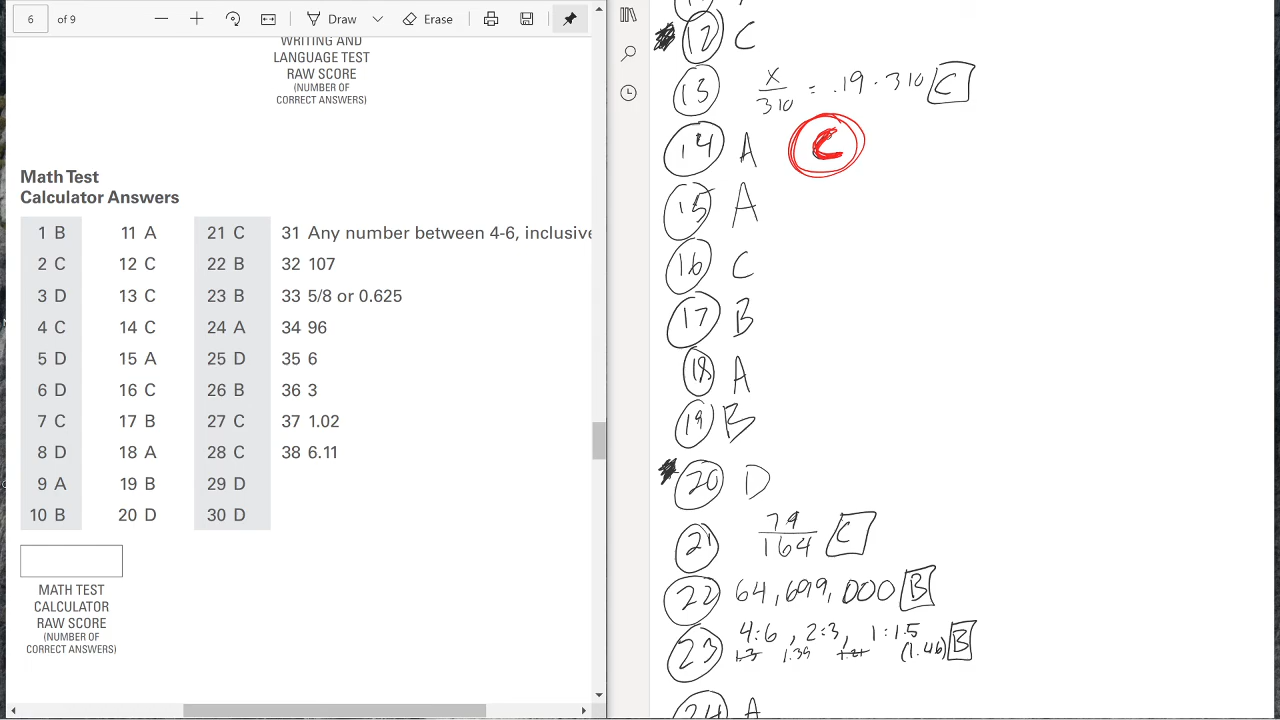 6 of 9
Draw
Erase
WRITING AND
LANGUAGE TEST
RAW SCORE
(NUMBER OF
CORRECT ANSWERS)
Math Test
Calculator Answers
1 B 11 A 21 C 31 Any number between 4-6, inclusive
2 C 12 C 22 B 32 107
3 D 13 C 23 B 33 5/8 or 0.625
4 C 14 C 24 A 34 96
5 D 15 A 25 D 35 6
6 D 16 C 26 B 36 3
7 C 17 B 27 C 37 1.02
8 D 18 A 28 C 38 6.11
9 A 19 B 29 D
10 B 20 D 30 D
MATH TEST
CALCULATOR
RAW SCORE
(NUMBER OF
CORRECT ANSWERS)
12 C
13 x/310 = .19 · 310 C
14 A C
15 A
16 C
17 B
18 A
19 B
20 D
21 79/164 C
22 64,699,000 B
23 4:6, 2:3, 1:1.5
1.3 1.39 (1.46) B
24 A